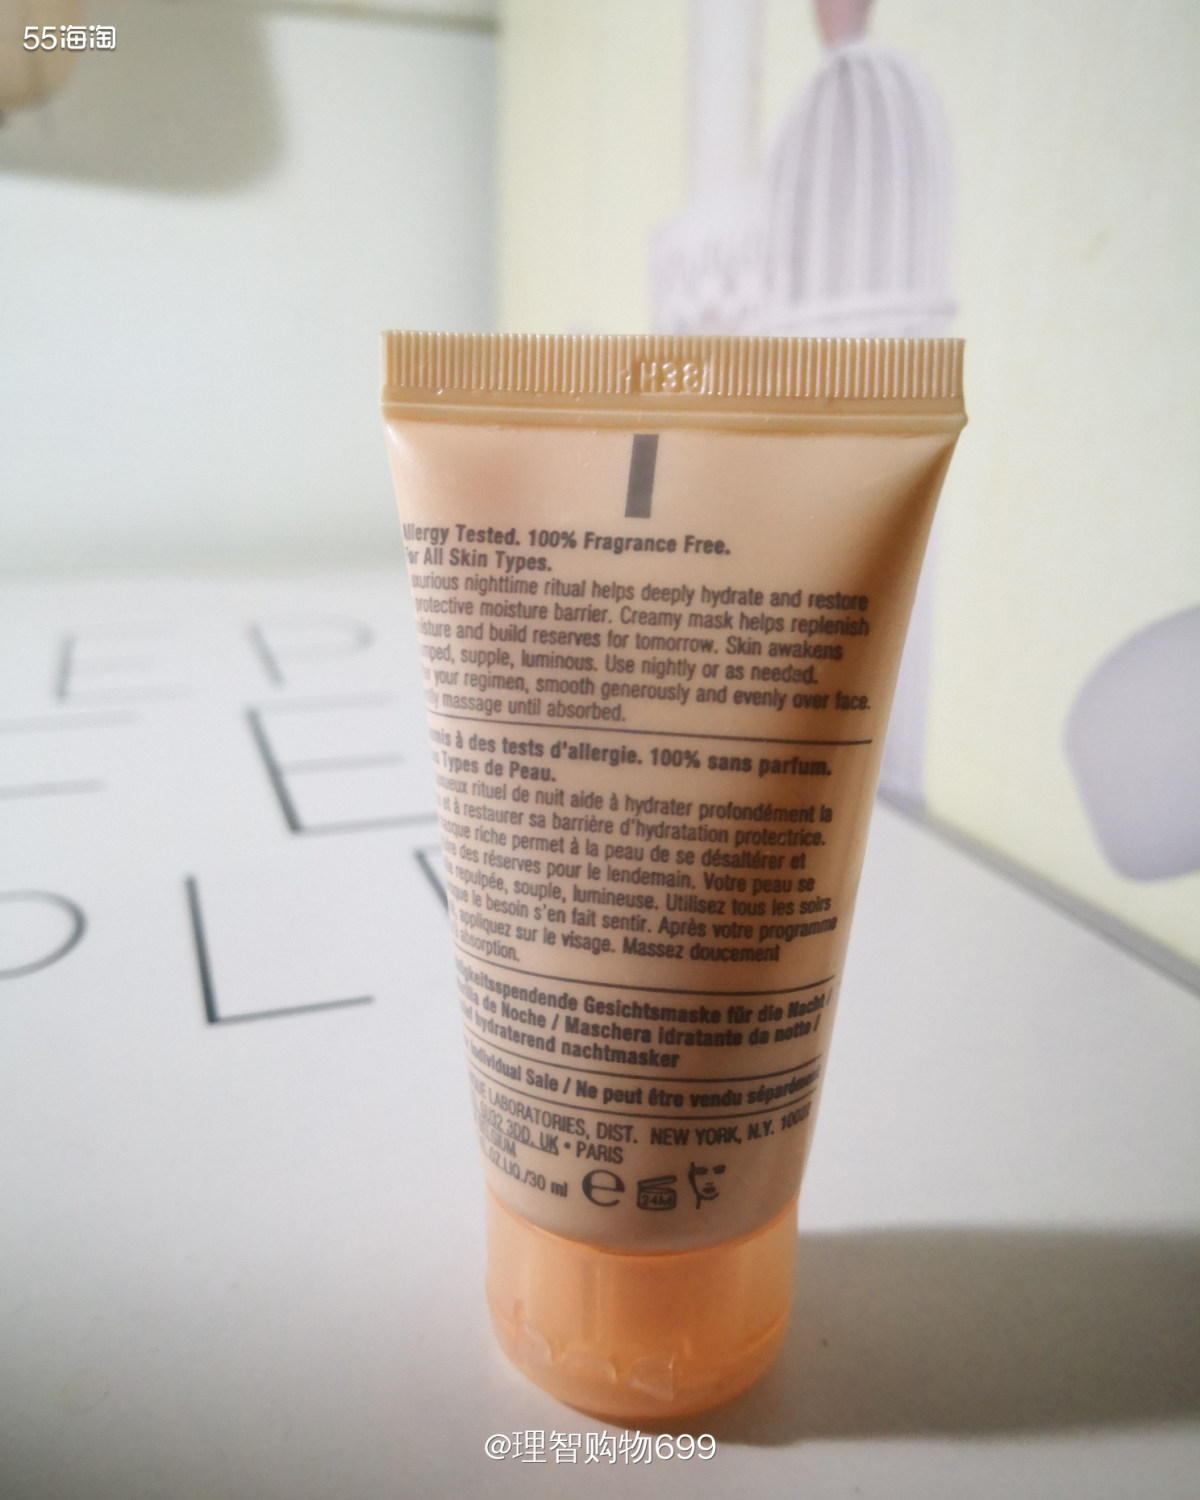 55海淘
H38
Allergy Tested. 100% Fragrance Free.
For All Skin Types.
nighttime ritual helps deeply hydrate and restore
protective moisture barrier. Creamy mask helps replenish
and build reserves for tomorrow. Skin awakens
supple, luminous. Use nightly or as needed.
your regimen, smooth generously and evenly over face.
massage until absorbed.
à des tests d'allergie. 100% sans parfum.
Types de Peau.
rituel de nuit aide à hydrater profondément la
et à restaurer sa barrière d'hydratation protectrice.
riche permet à la peau de se désaltérer et
des réserves pour le lendemain. Votre peau se
repulpée, souple, lumineuse. Utilisez tous les soirs
le besoin s'en fait sentir. Après votre programme
appliquez sur le visage. Massez doucement
absorption.
Gesichtsmaske für die Nacht /
de Noche / Maschera idratante da notte /
hydraterend nachtmasker
Individual Sale / Ne peut être vendu séparément
LABORATORIES, DIST. NEW YORK, N.Y.
3DD, UK • PARIS
OZ.LIQ./30 ml e 24M
E P
E E
P L
@理智购物699